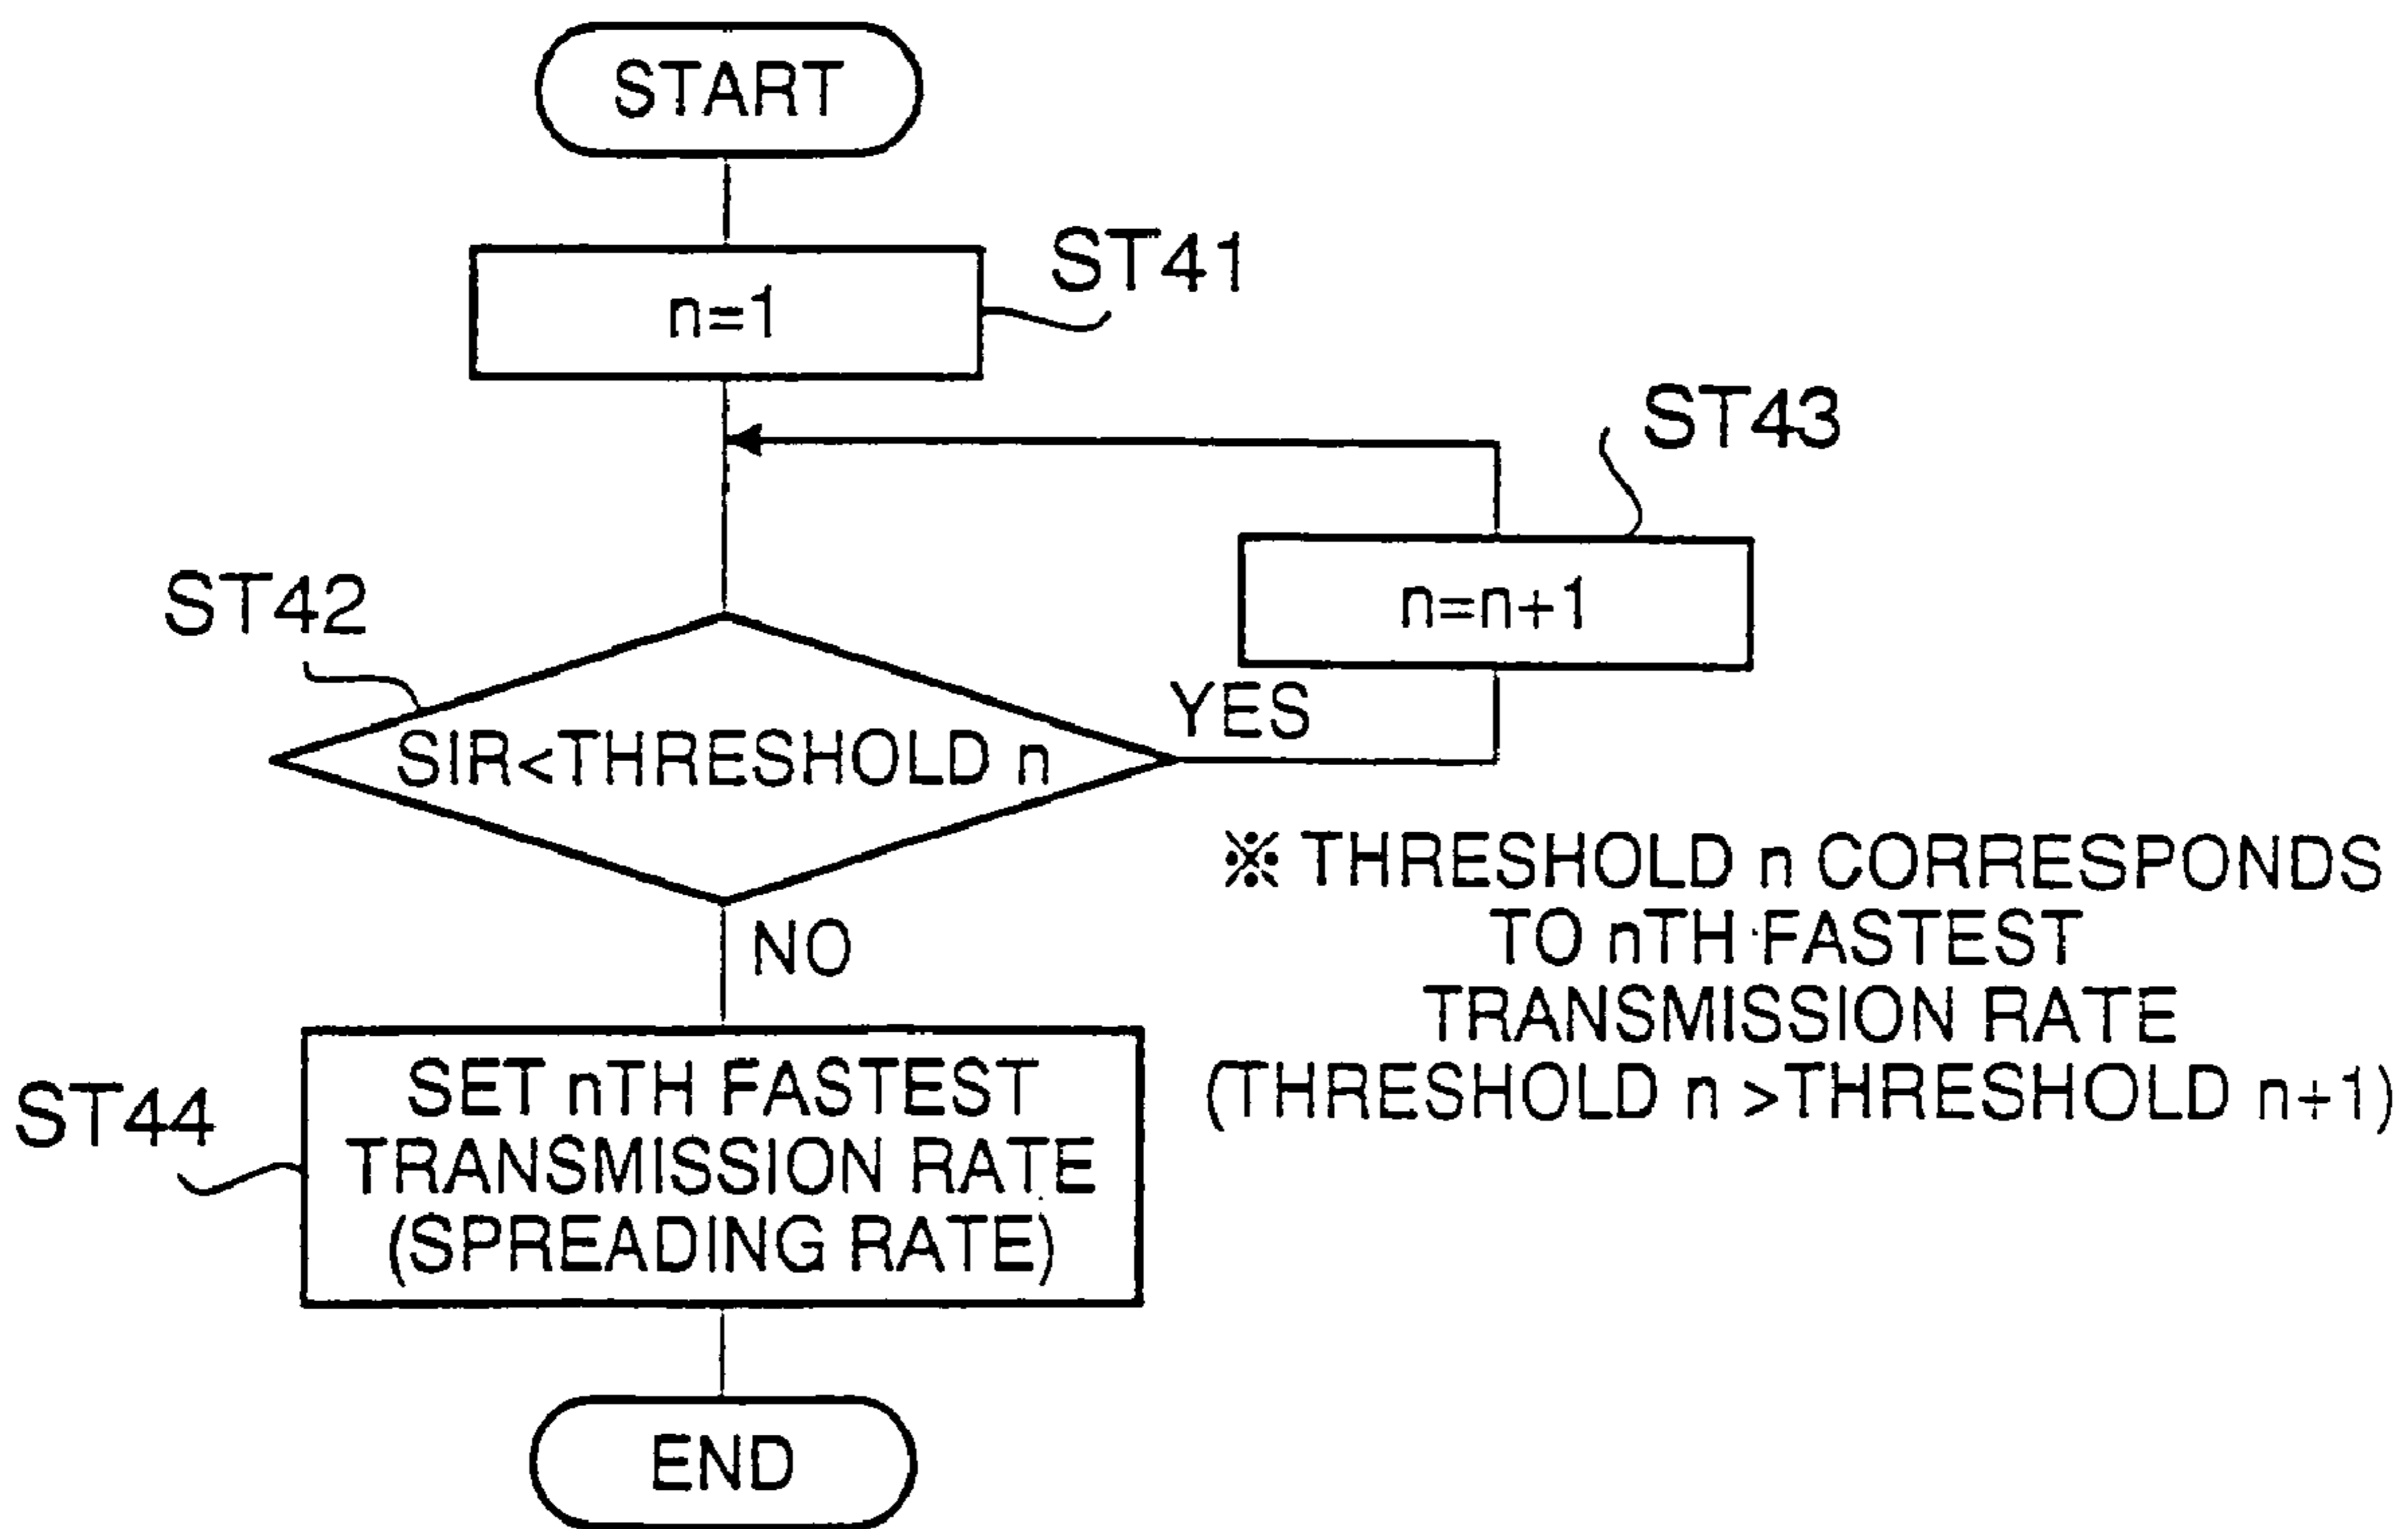 START
n=1
ST41
ST43
n=n+1
ST42
SIR<THRESHOLD n
YES
NO
※ THRESHOLD n CORRESPONDS
TO nTH FASTEST
TRANSMISSION RATE
(THRESHOLD n >THRESHOLD n+1)
ST44
SET nTH FASTEST
TRANSMISSION RATE
(SPREADING RATE)
END